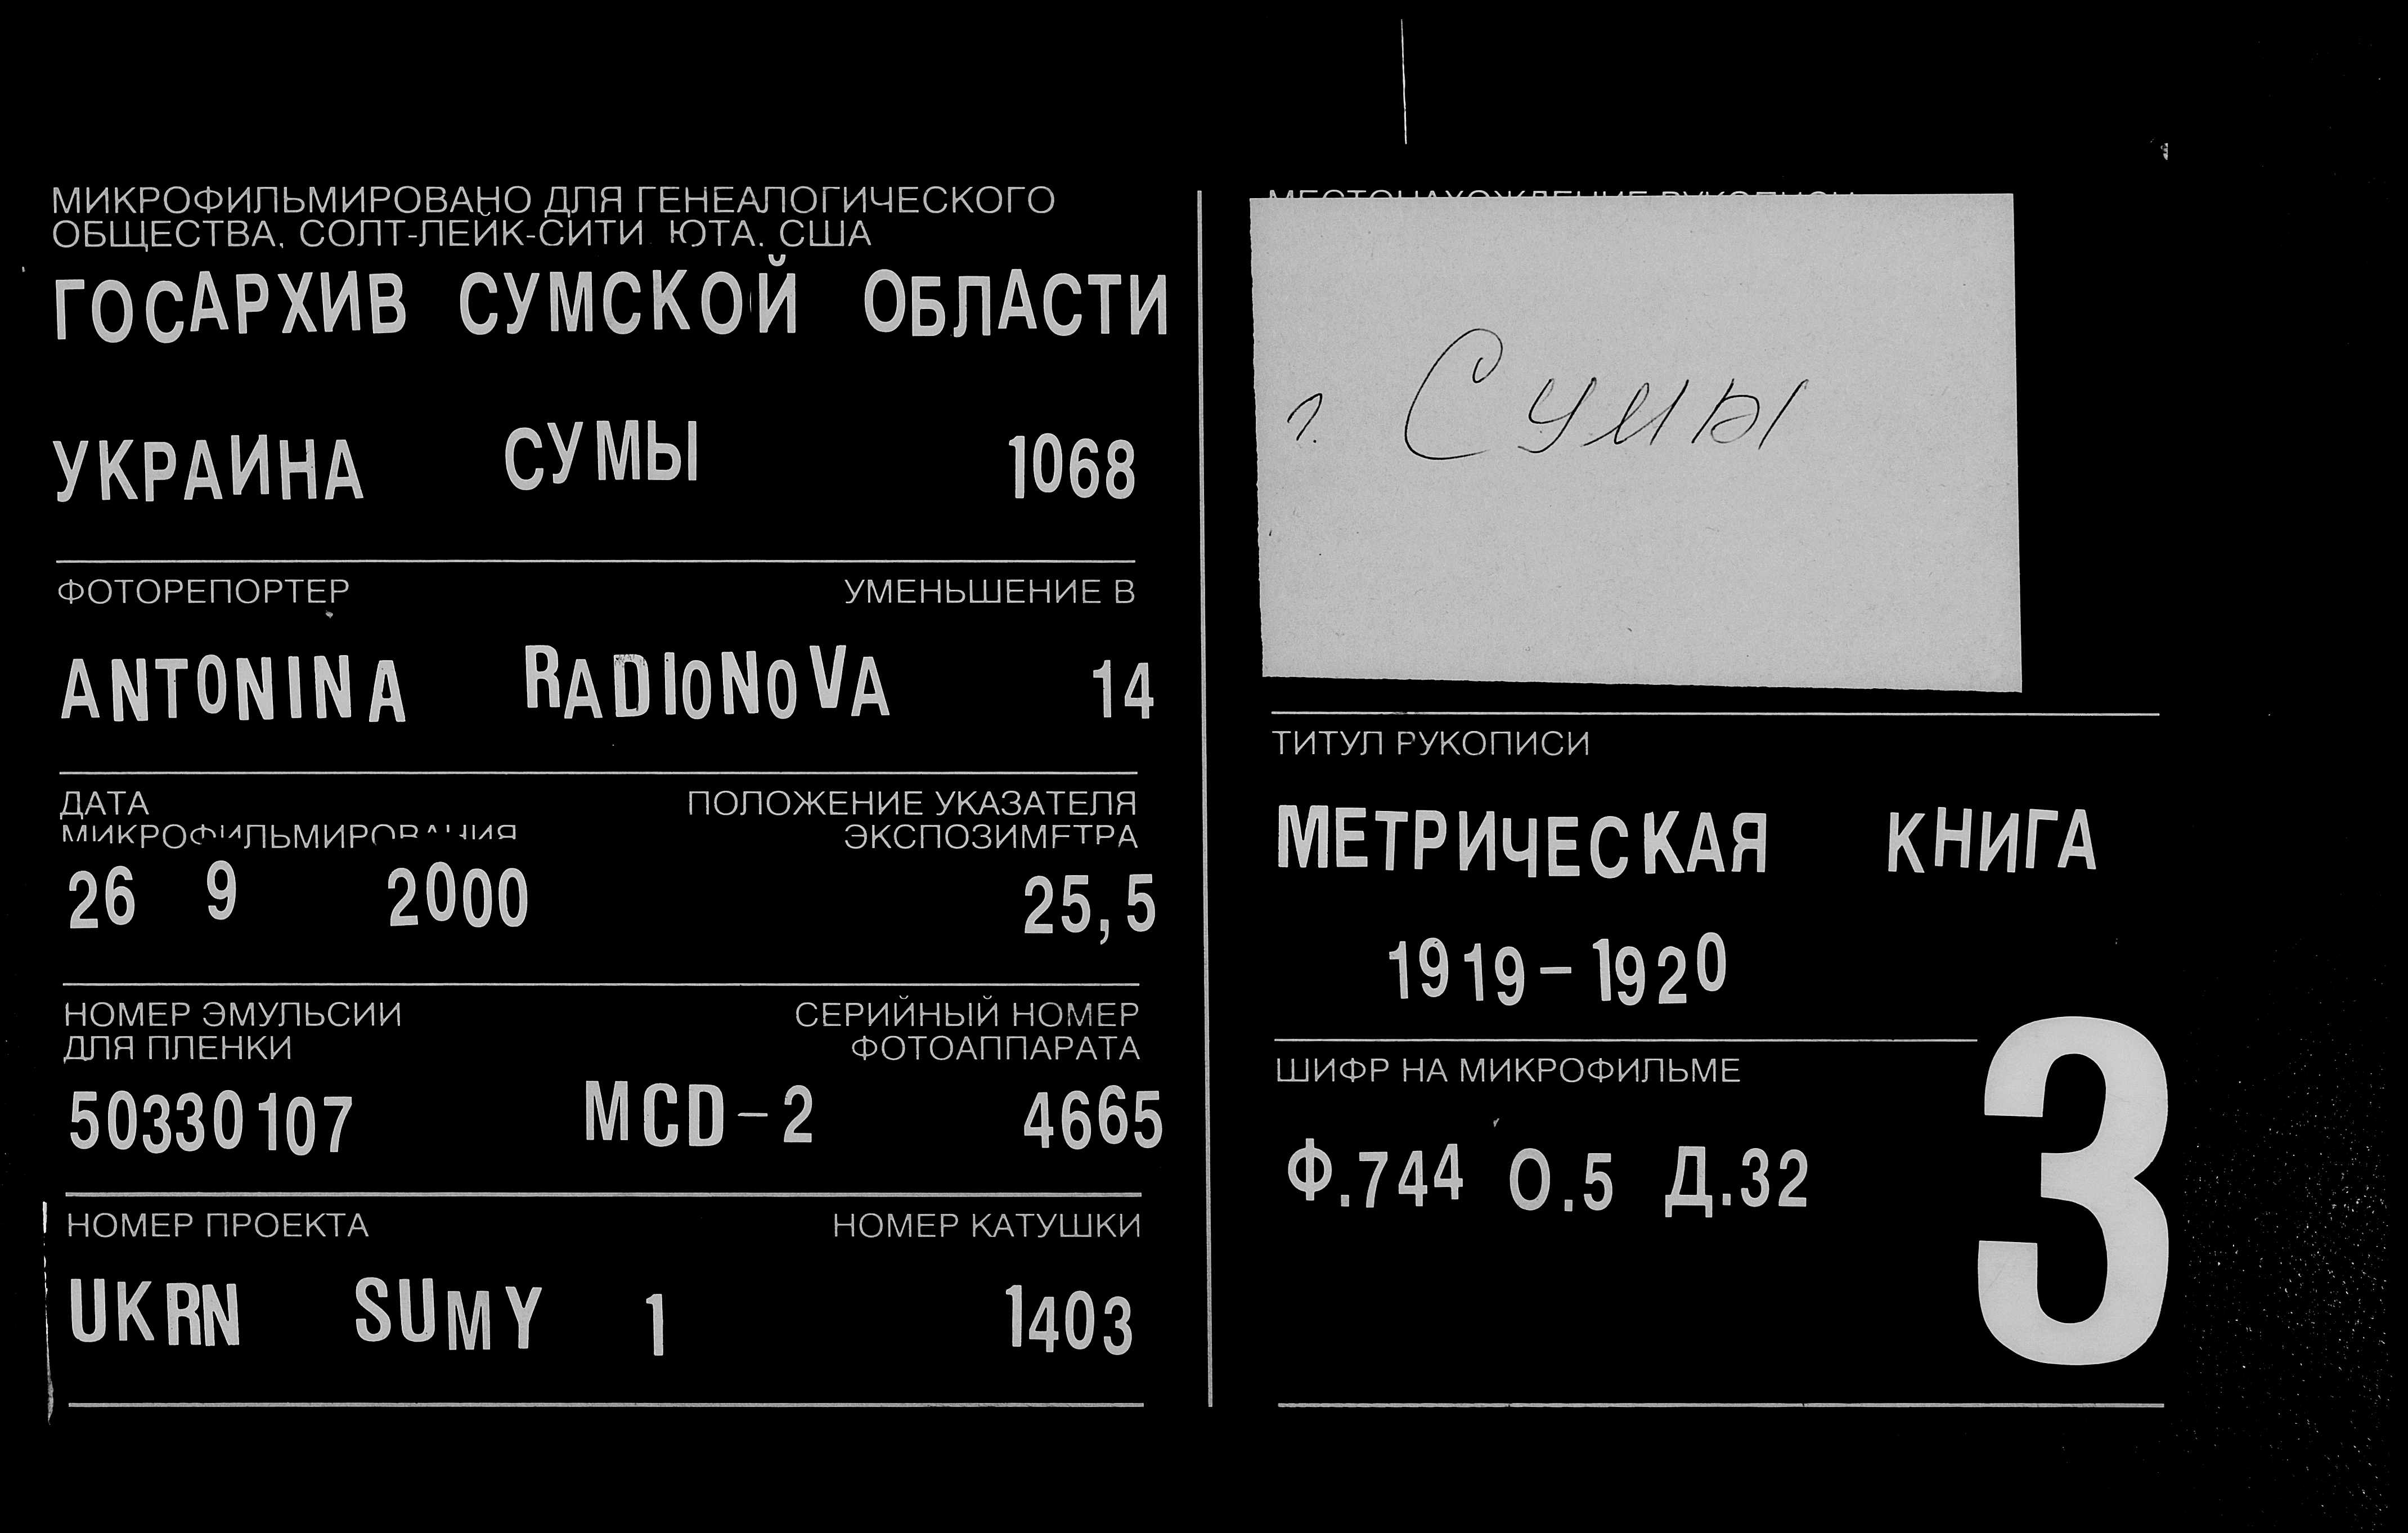 МИКРОФИЛЬМИРОВАНО ДЛЯ ГЕНЕАЛОГИЧЕСКОГО
ОБЩЕСТВА, СОЛТ-ЛЕЙК-СИТИ, ЮТА, США
ГОСАРХИВ СУМСКОЙ ОБЛАСТИ
УКРАИНА СУМЫ 1068
ФОТОРЕПОРТЕР УМЕНЬШЕНИЕ В
ANTONINA RADIONOVA 14
ДАТА ПОЛОЖЕНИЕ УКАЗАТЕЛЯ
МИКРОФИЛЬМИРОВАНИЯ ЭКСПОЗИМЕТРА
26 9 2000 25,5
НОМЕР ЭМУЛЬСИИ СЕРИЙНЫЙ НОМЕР
ДЛЯ ПЛЕНКИ ФОТОАППАРАТА
50330107 MCD-2 4665
НОМЕР ПРОЕКТА НОМЕР КАТУШКИ
UKRN SUMY 1 1403
МЕСТОНАХОЖДЕНИЕ РУКОПИСИ
г. Сумы
ТИТУЛ РУКОПИСИ
МЕТРИЧЕСКАЯ КНИГА
1919-1920
ШИФР НА МИКРОФИЛЬМЕ
Ф.744 О.5 Д.32
3